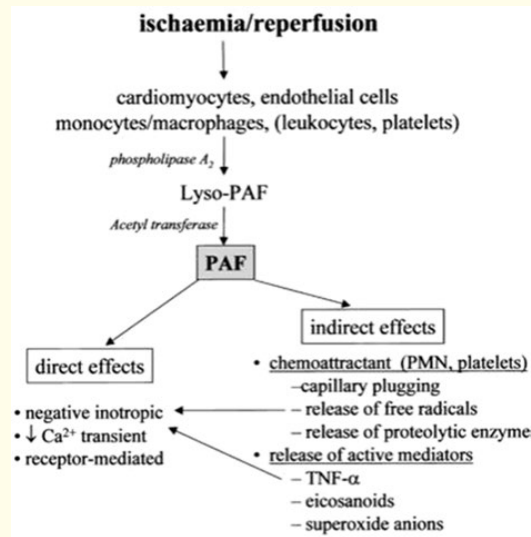 ischaemia/reperfusion
cardiomyocytes, endothelial cells
monocytes/macrophages, (leukocytes, platelets)
phospholipase A₂
Lyso-PAF
Acetyl transferase
PAF
direct effects
• negative inotropic
• ↓ Ca²⁺ transient
• receptor-mediated
indirect effects
• chemoattractant (PMN, platelets)
–capillary plugging
– release of free radicals
– release of proteolytic enzyme
• release of active mediators
– TNF-α
– eicosanoids
– superoxide anions